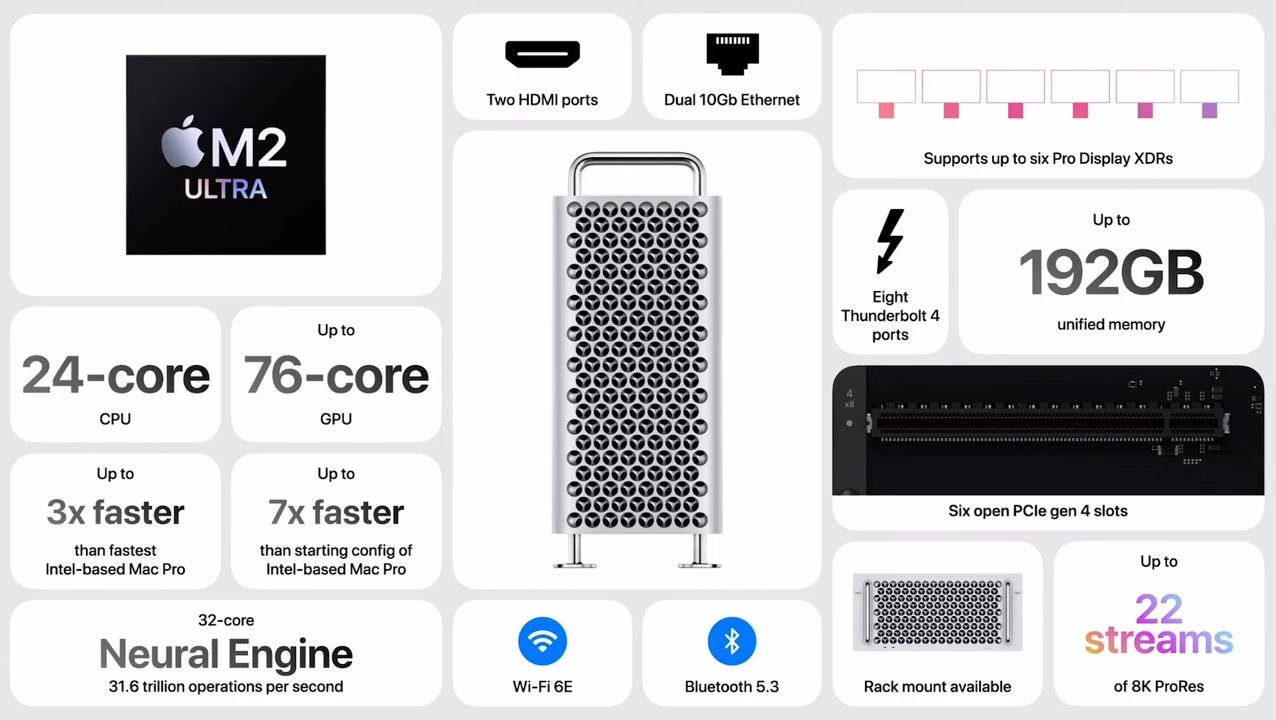 M2
ULTRA
24-core
CPU
Up to
76-core
GPU
Up to
3x faster
than fastest
Intel-based Mac Pro
Up to
7x faster
than starting config of
Intel-based Mac Pro
32-core
Neural Engine
31.6 trillion operations per second
Two HDMI ports
Dual 10Gb Ethernet
Wi-Fi 6E
Bluetooth 5.3
Supports up to six Pro Display XDRs
Eight
Thunderbolt 4
ports
Up to
192GB
unified memory
4
x8
Six open PCIe gen 4 slots
Rack mount available
Up to
22
streams
of 8K ProRes